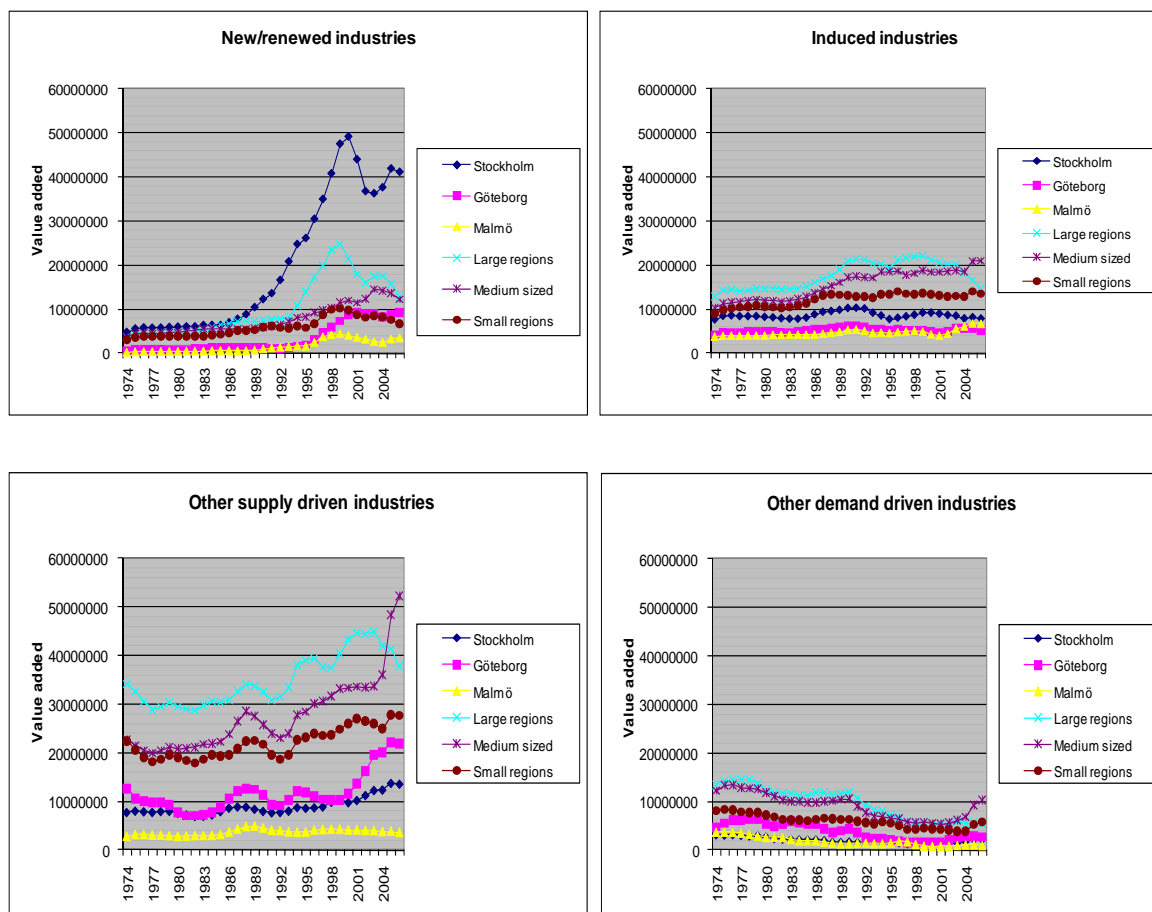 New/renewed industries
60000000
50000000
40000000
30000000
20000000
10000000
0
Value added
1974
1977
1980
1983
1986
1989
1992
1995
1998
2001
2004
Stockholm
Göteborg
Malmö
Large regions
Medium sized
Small regions
Induced industries
60000000
50000000
40000000
30000000
20000000
10000000
0
Value added
1974
1977
1980
1983
1986
1989
1992
1995
1998
2001
2004
Stockholm
Göteborg
Malmö
Large regions
Medium sized
Small regions
Other supply driven industries
60000000
50000000
40000000
30000000
20000000
10000000
0
Value added
1974
1977
1980
1983
1986
1989
1992
1995
1998
2001
2004
Stockholm
Göteborg
Malmö
Large regions
Medium sized
Small regions
Other demand driven industries
60000000
50000000
40000000
30000000
20000000
10000000
0
Value added
1974
1977
1980
1983
1986
1989
1992
1995
1998
2001
2004
Stockholm
Göteborg
Malmö
Large regions
Medium sized
Small regions